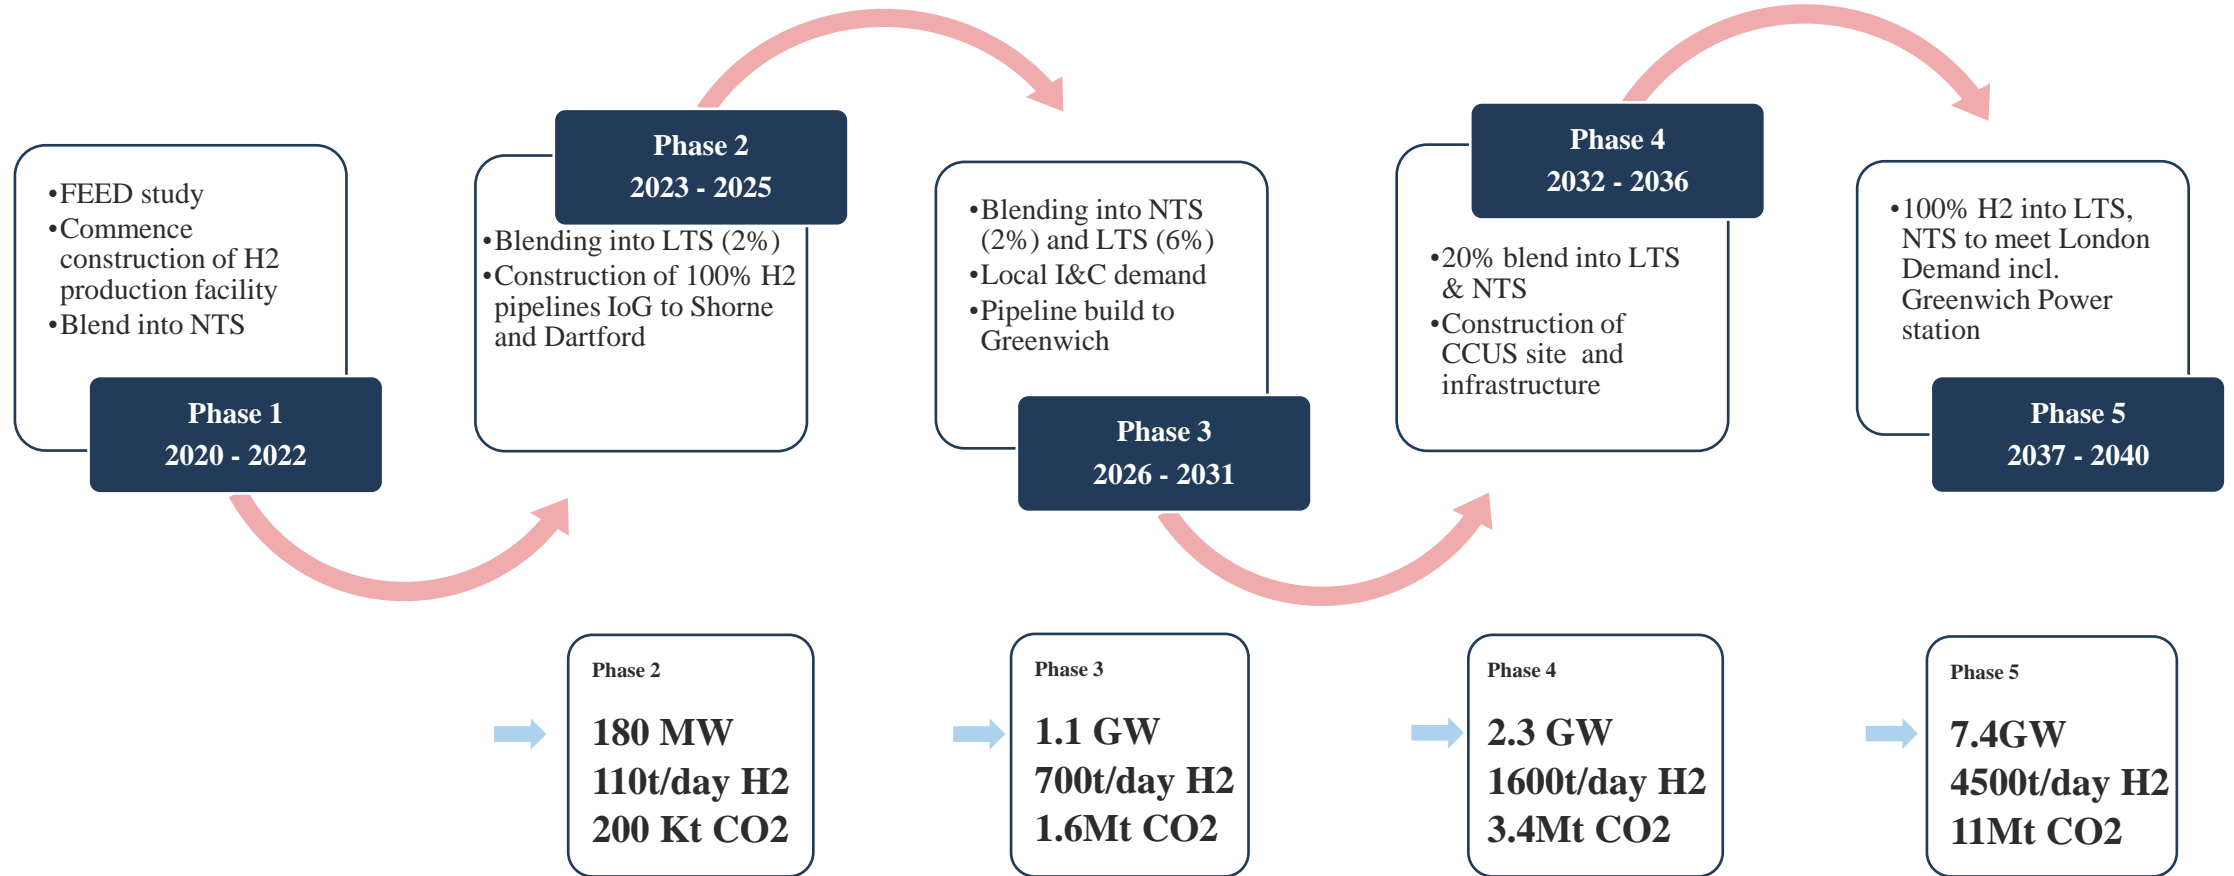 •FEED study
•Commence
construction of H2
production facility
•Blend into NTS
Phase 1
2020 - 2022
Phase 2
2023 - 2025
•Blending into LTS (2%)
•Construction of 100% H2
pipelines IoG to Shorne
and Dartford
•Blending into NTS
(2%) and LTS (6%)
•Local I&C demand
•Pipeline build to
Greenwich
Phase 3
2026 - 2031
Phase 4
2032 - 2036
•20% blend into LTS
& NTS
•Construction of
CCUS site and
infrastructure
•100% H2 into LTS,
NTS to meet London
Demand incl.
Greenwich Power
station
Phase 5
2037 - 2040
Phase 2
180 MW
110t/day H2
200 Kt CO2
Phase 3
1.1 GW
700t/day H2
1.6Mt CO2
Phase 4
2.3 GW
1600t/day H2
3.4Mt CO2
Phase 5
7.4GW
4500t/day H2
11Mt CO2